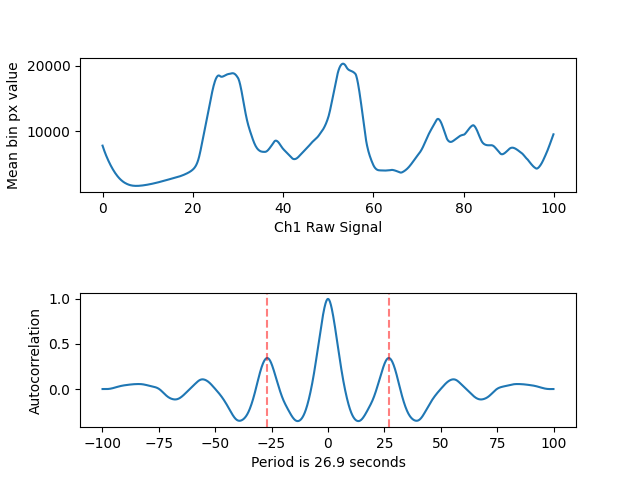 20000
10000
Mean bin px value
0 20 40 60 80 100
Ch1 Raw Signal
1.0
0.5
0.0
Autocorrelation
−100 −75 −50 −25 0 25 50 75 100
Period is 26.9 seconds